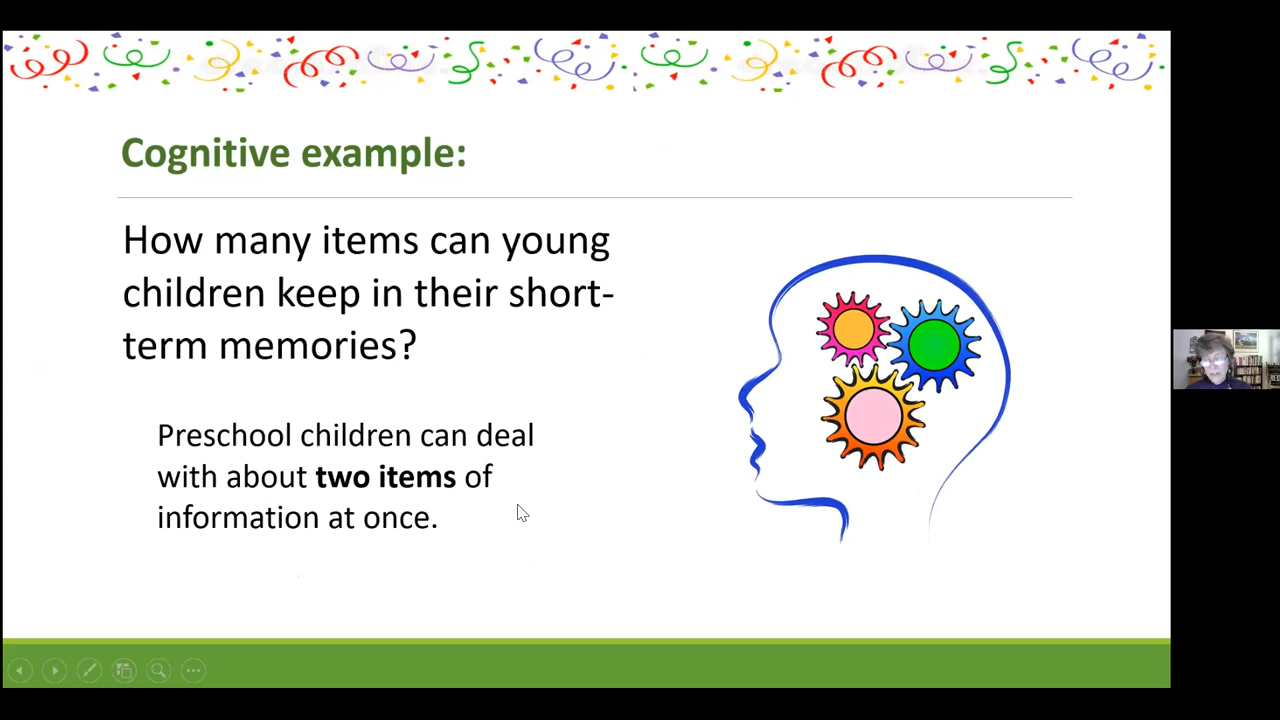 Cognitive example:
How many items can young
children keep in their short-
term memories?
Preschool children can deal
with about two items of
information at once.